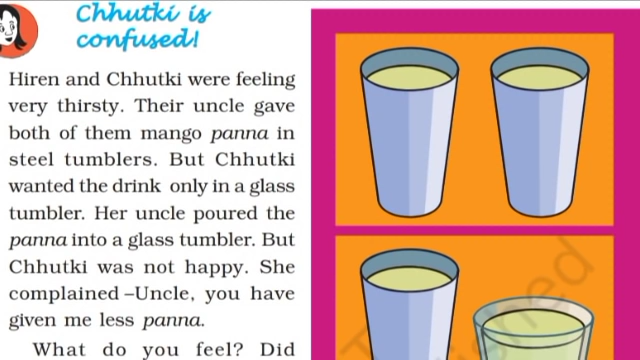 Chhutki is
confused!
Hiren and Chhutki were feeling
very thirsty. Their uncle gave
both of them mango panna in
steel tumblers. But Chhutki
wanted the drink only in a glass
tumbler. Her uncle poured the
panna into a glass tumbler. But
Chhutki was not happy. She
complained –Uncle, you have
given me less panna.
What do you feel? Did